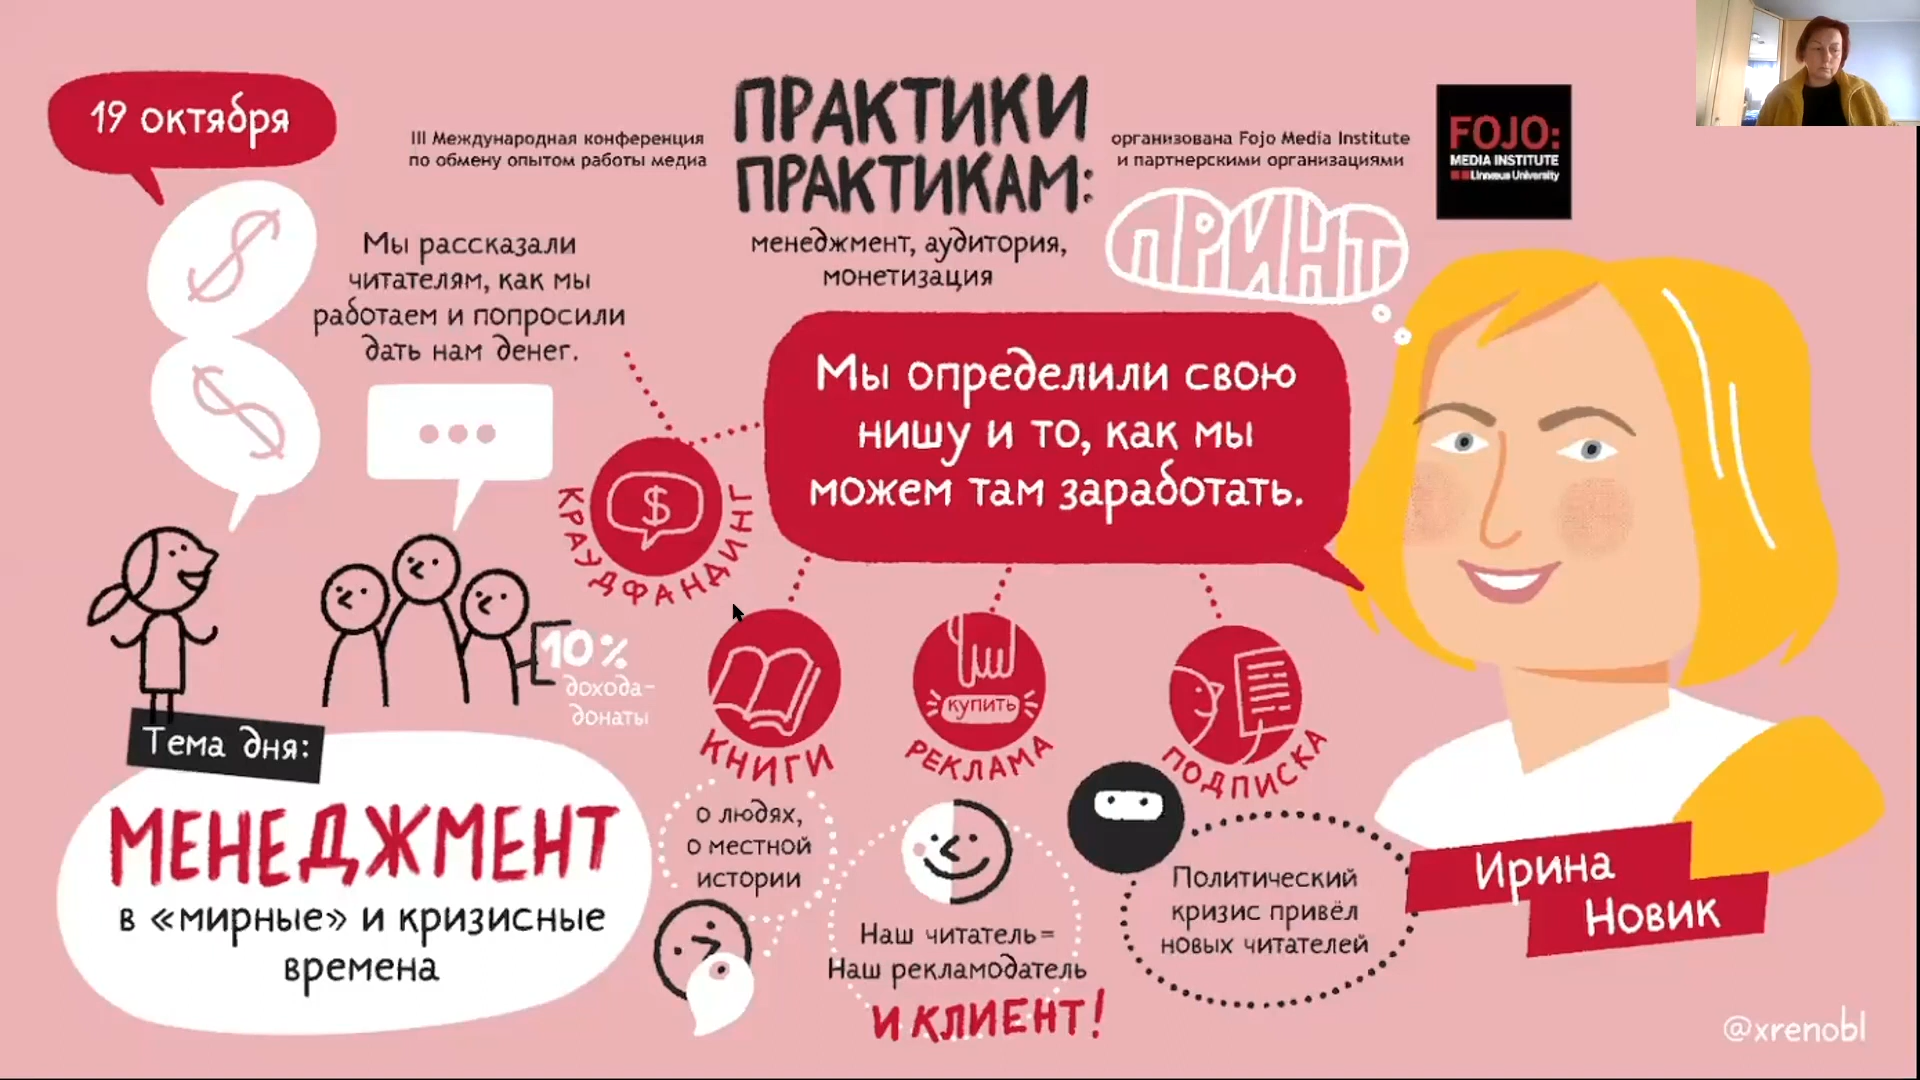 19 октября
III Международная конференция
по обмену опытом работы медиа
ПРАКТИКИ
ПРАКТИКАМ:
менеджмент, аудитория,
монетизация
организована Fojo Media Institute
и партнерскими организациями
FOJO:
MEDIA INSTITUTE
Linnaeus University
ПРИНТ
Мы рассказали
читателям, как мы
работаем и попросили
дать нам денег.
Мы определили свою
нишу и то, как мы
можем там заработать.
$
$
$
КРАУДФАНДИНГ
10%
дохода-
донаты
КНИГИ
о людях,
о местной
истории
купить
РЕКЛАМА
Наш читатель=
Наш рекламодатель
И КЛИЕНТ!
ПОДПИСКА
Политический
кризис привёл
новых читателей
Тема дня:
МЕНЕДЖМЕНТ
в «мирные» и кризисные
времена
Ирина
Новик
@xrenobl